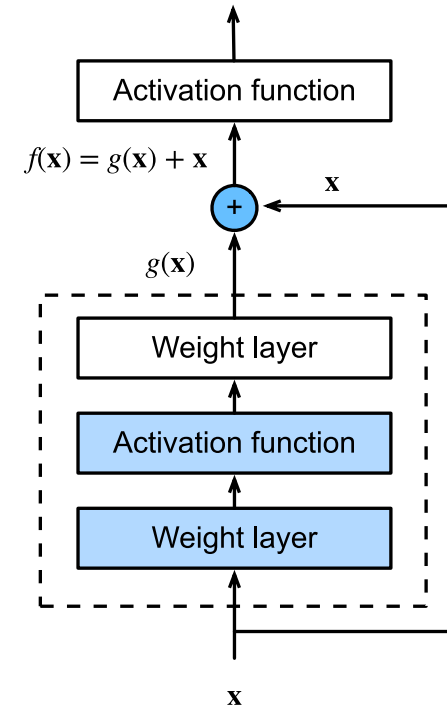 Activation function
f(x) = g(x) + x
x
+
g(x)
Weight layer
Activation function
Weight layer
x